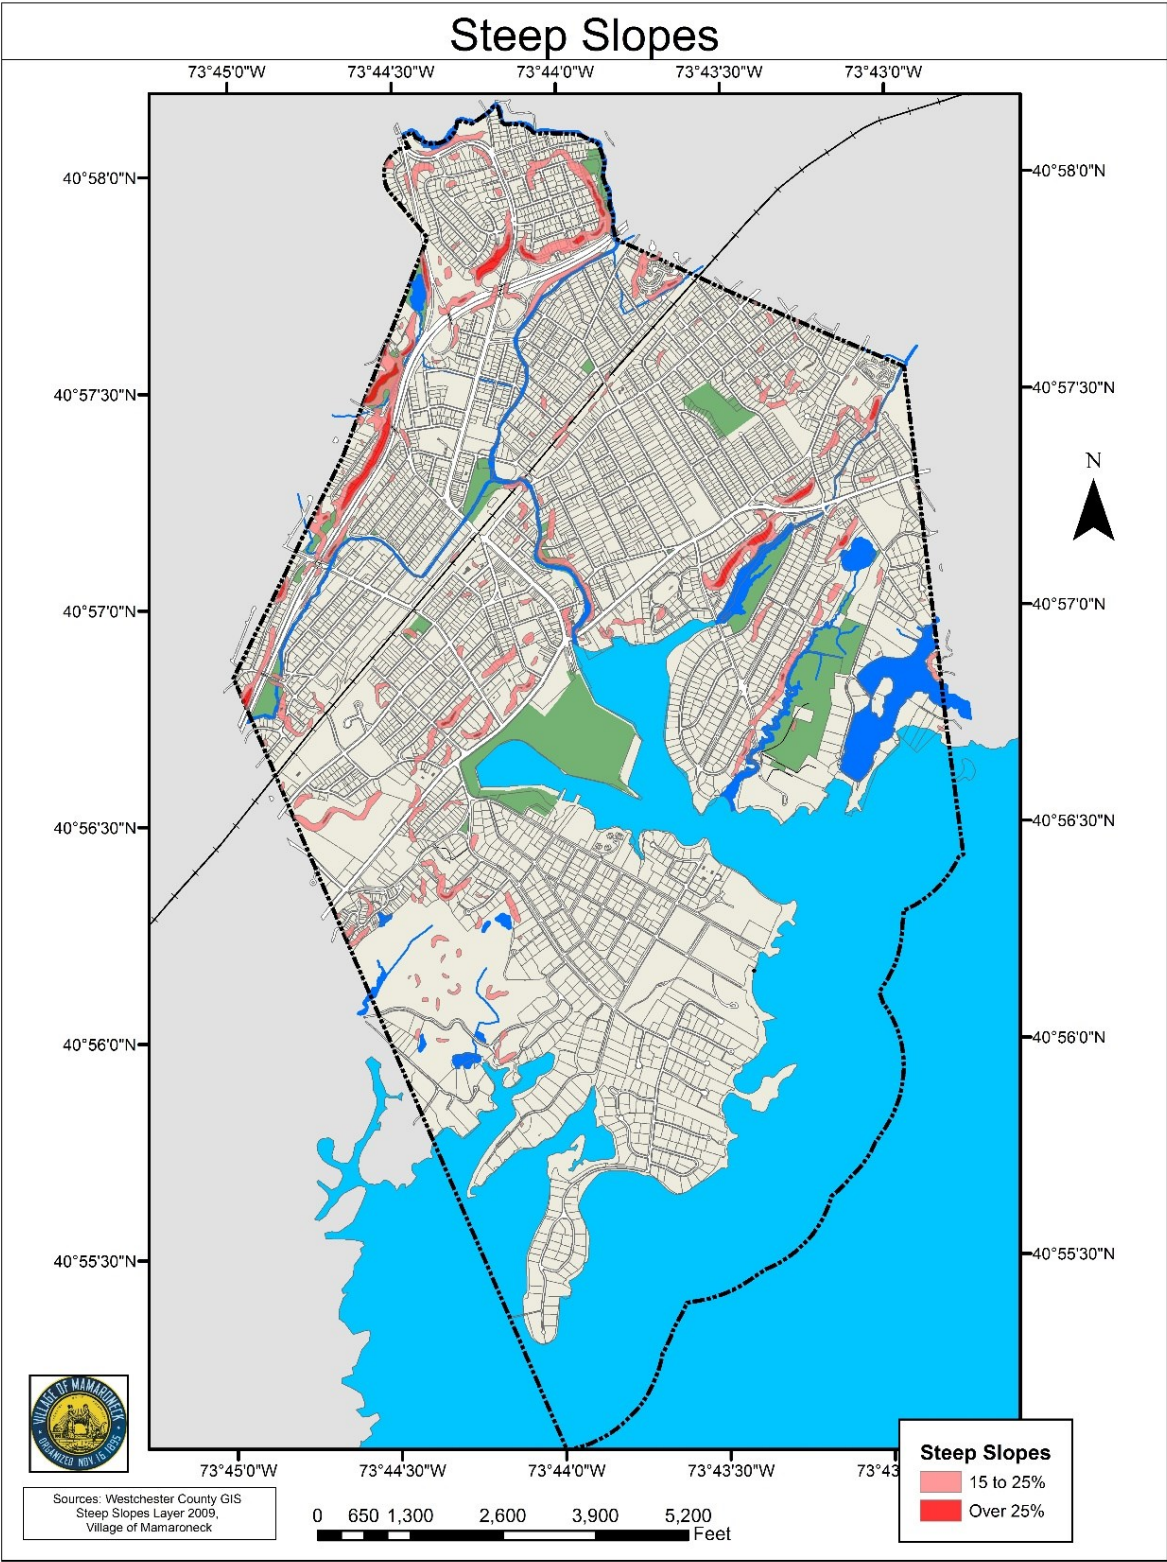 Steep Slopes
73°45'0"W 73°44'30"W 73°44'0"W 73°43'30"W 73°43'0"W
40°58'0"N 40°58'0"N
40°57'30"N 40°57'30"N
N
40°57'0"N 40°57'0"N
40°56'30"N 40°56'30"N
40°56'0"N 40°56'0"N
40°55'30"N 40°55'30"N
73°45'0"W 73°44'30"W 73°44'0"W 73°43'30"W 73°43
VILLAGE OF MAMARONECK
ORGANIZED NOV. 16 1895
Sources: Westchester County GIS
Steep Slopes Layer 2009,
Village of Mamaroneck
0 650 1,300 2,600 3,900 5,200
Feet
Steep Slopes
15 to 25%
Over 25%